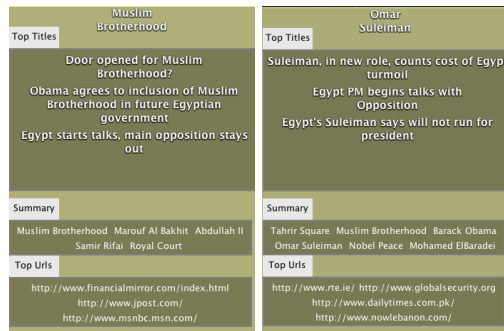 Muslim
Brotherhood
Top Titles
Door opened for Muslim
Brotherhood?
Obama agrees to inclusion of Muslim
Brotherhood in future Egyptian
government
Egypt starts talks, main opposition stays
out
Summary
Muslim Brotherhood Marouf Al Bakhit Abdullah II
Samir Rifai Royal Court
Top Urls
http://www.financialmirror.com/index.html
http://www.jpost.com/
http://www.msnbc.msn.com/
Omar
Suleiman
Top Titles
Suleiman, in new role, counts cost of Egyp
turmoil
Egypt PM begins talks with
Opposition
Egypt's Suleiman says will not run for
president
Summary
Tahrir Square Muslim Brotherhood Barack Obama
Omar Suleiman Nobel Peace Mohamed ElBaradei
Top Urls
http://www.rte.ie/ http://www.globalsecurity.org
http://www.dailytimes.com.pk/
http://www.nowlebanon.com/